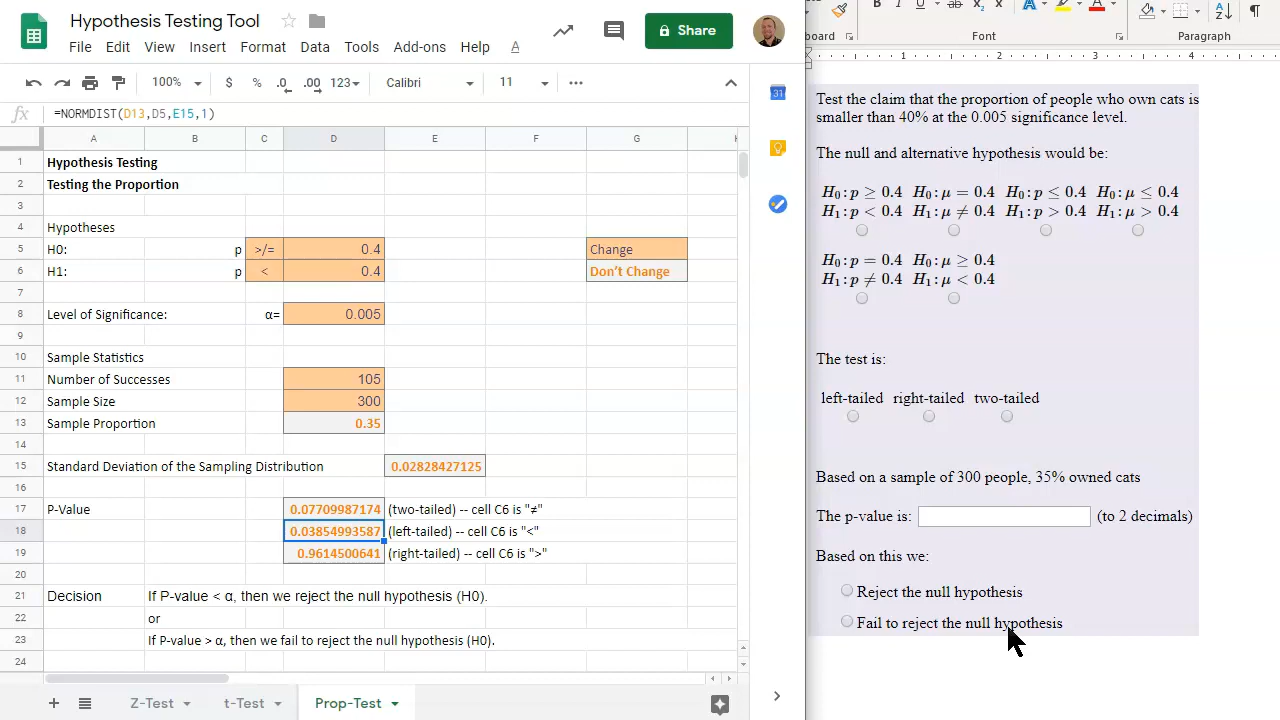 Hypothesis Testing Tool
File Edit View Insert Format Data Tools Add-ons Help A
Share
100% $ % .0 .00 123 Calibri 11
fx =NORMDIST(D13,D5,E15,1)
A B C D E F G
1 Hypothesis Testing
2 Testing the Proportion
3
4 Hypotheses
5 H0: p >/= 0.4 Change
6 H1: p < 0.4 Don't Change
7
8 Level of Significance: α= 0.005
9
10 Sample Statistics
11 Number of Successes 105
12 Sample Size 300
13 Sample Proportion 0.35
14
15 Standard Deviation of the Sampling Distribution 0.02828427125
16
17 P-Value 0.07709987174 (two-tailed) -- cell C6 is "≠"
18 0.03854993587 (left-tailed) -- cell C6 is "<"
19 0.9614500641 (right-tailed) -- cell C6 is ">"
20
21 Decision If P-value < α, then we reject the null hypothesis (H0).
22 or
23 If P-value > α, then we fail to reject the null hypothesis (H0).
24
Z-Test t-Test Prop-Test
31
B I U ab x₂ x A A
board Font Paragraph
1 2 3 4
Test the claim that the proportion of people who own cats is
smaller than 40% at the 0.005 significance level.
The null and alternative hypothesis would be:
H₀: p ≥ 0.4 H₀: μ = 0.4 H₀: p ≤ 0.4 H₀: μ ≤ 0.4
H₁: p < 0.4 H₁: μ ≠ 0.4 H₁: p > 0.4 H₁: μ > 0.4
H₀: p = 0.4 H₀: μ ≥ 0.4
H₁: p ≠ 0.4 H₁: μ < 0.4
The test is:
left-tailed right-tailed two-tailed
Based on a sample of 300 people, 35% owned cats
The p-value is: (to 2 decimals)
Based on this we:
Reject the null hypothesis
Fail to reject the null hypothesis